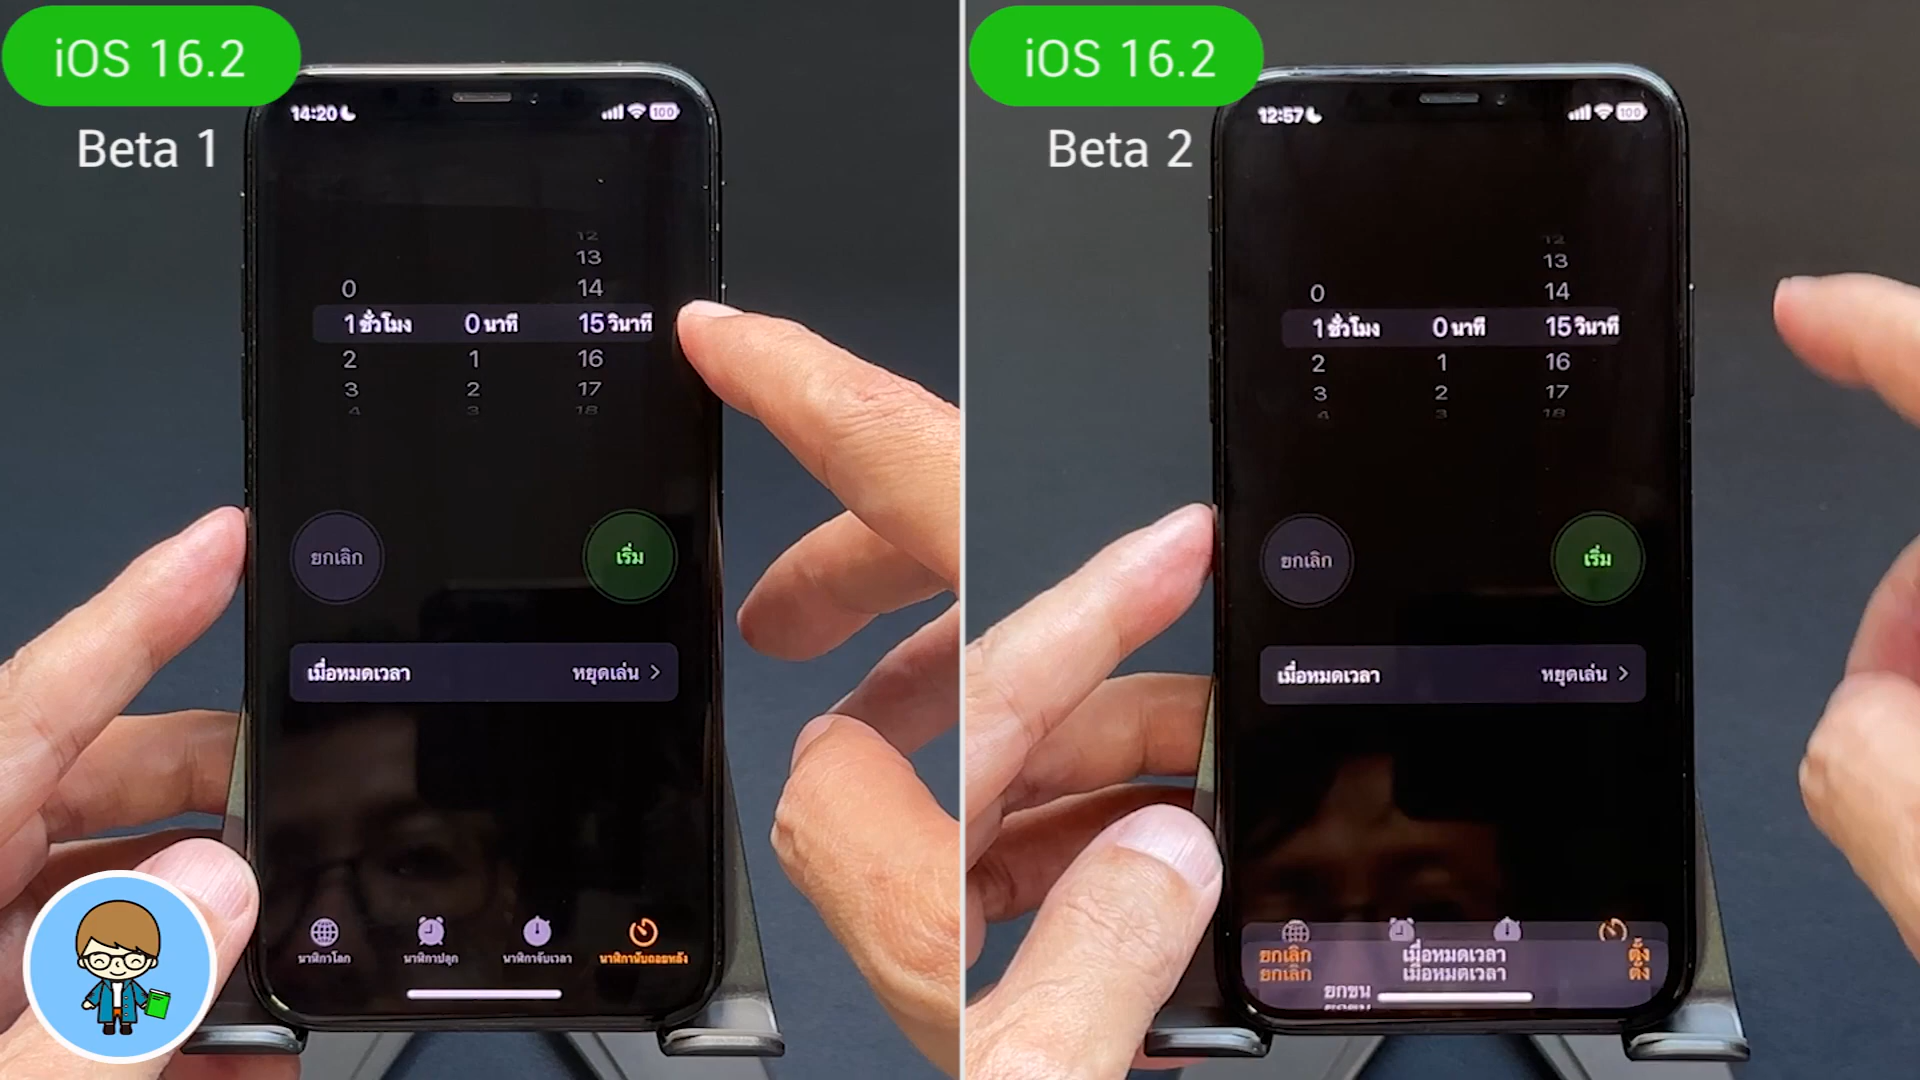 iOS 16.2
Beta 1
14:20
100
12
13
0
14
1 ชั่วโมง 0 นาที 15 วินาที
2 1 16
3 2 17
4 3 18
ยกเลิก
เริ่ม
เมื่อหมดเวลา หยุดเล่น
นาฬิกาโลก นาฬิกาปลุก นาฬิกาจับเวลา นาฬิกานับถอยหลัง
iOS 16.2
Beta 2
12:57
100
12
13
0 14
1 ชั่วโมง 0 นาที 15 วินาที
2 1 16
3 2 17
4 3 18
ยกเลิก
เริ่ม
เมื่อหมดเวลา หยุดเล่น
ยกเลิก เมื่อหมดเวลา ตั้ง
ยกเลิก เมื่อหมดเวลา ตั้ง